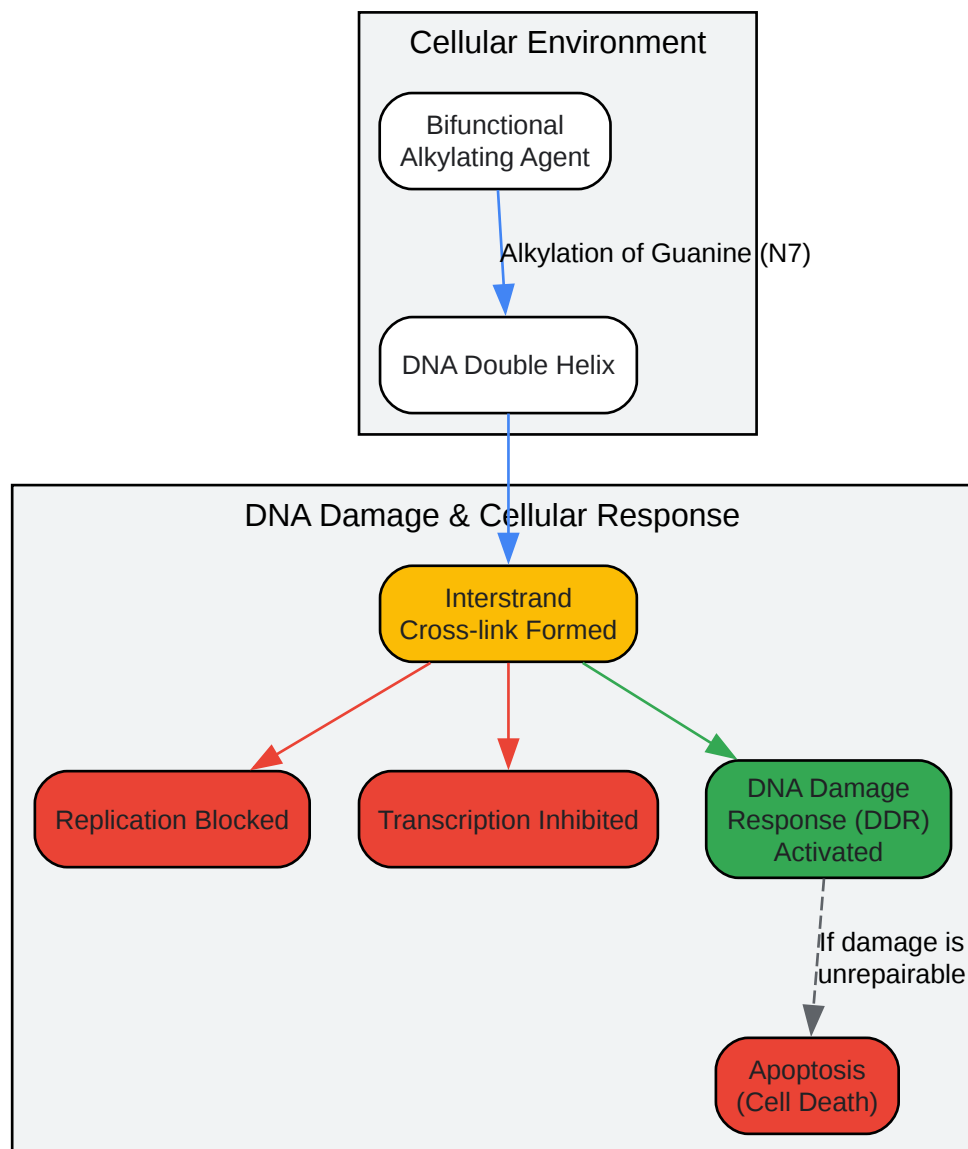 Cellular Environment
Bifunctional
Alkylating Agent
Alkylation of Guanine (N7)
DNA Double Helix
DNA Damage & Cellular Response
Interstrand
Cross-link Formed
Replication Blocked
Transcription Inhibited
DNA Damage
Response (DDR)
Activated
If damage is
unrepairable
Apoptosis
(Cell Death)